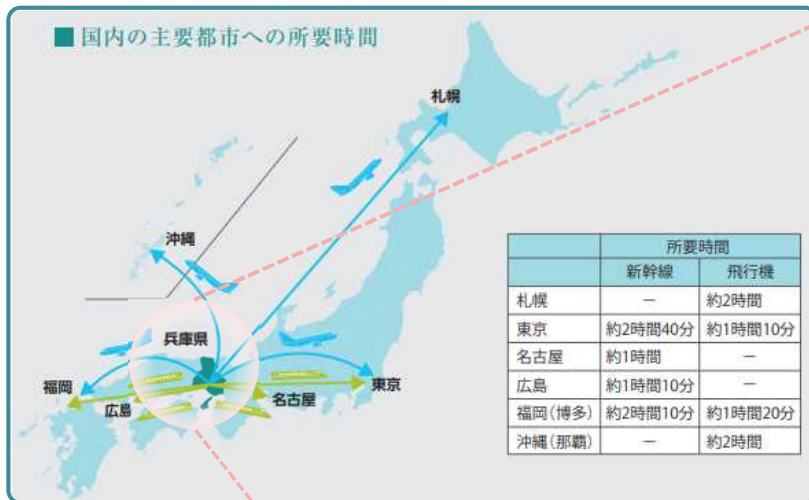 ■ 国内の主要都市への所要時間
札幌
沖縄
兵庫県
福岡
広島
名古屋
東京
所要時間
新幹線 飛行機
札幌 － 約2時間
東京 約2時間40分 約1時間10分
名古屋 約1時間 －
広島 約1時間10分 －
福岡(博多) 約2時間10分 約1時間20分
沖縄(那覇) － 約2時間